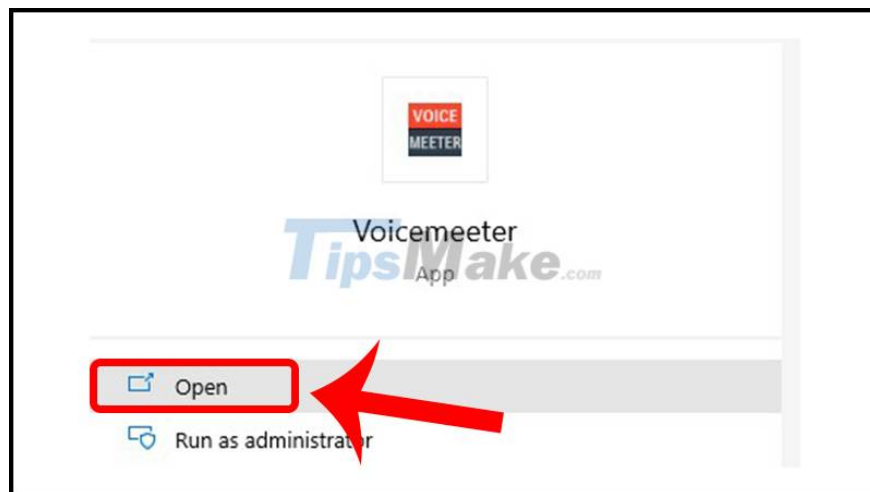 VOICE
MEETER
Voicemeeter
TipsMake.com
App
Open
Run as administrator